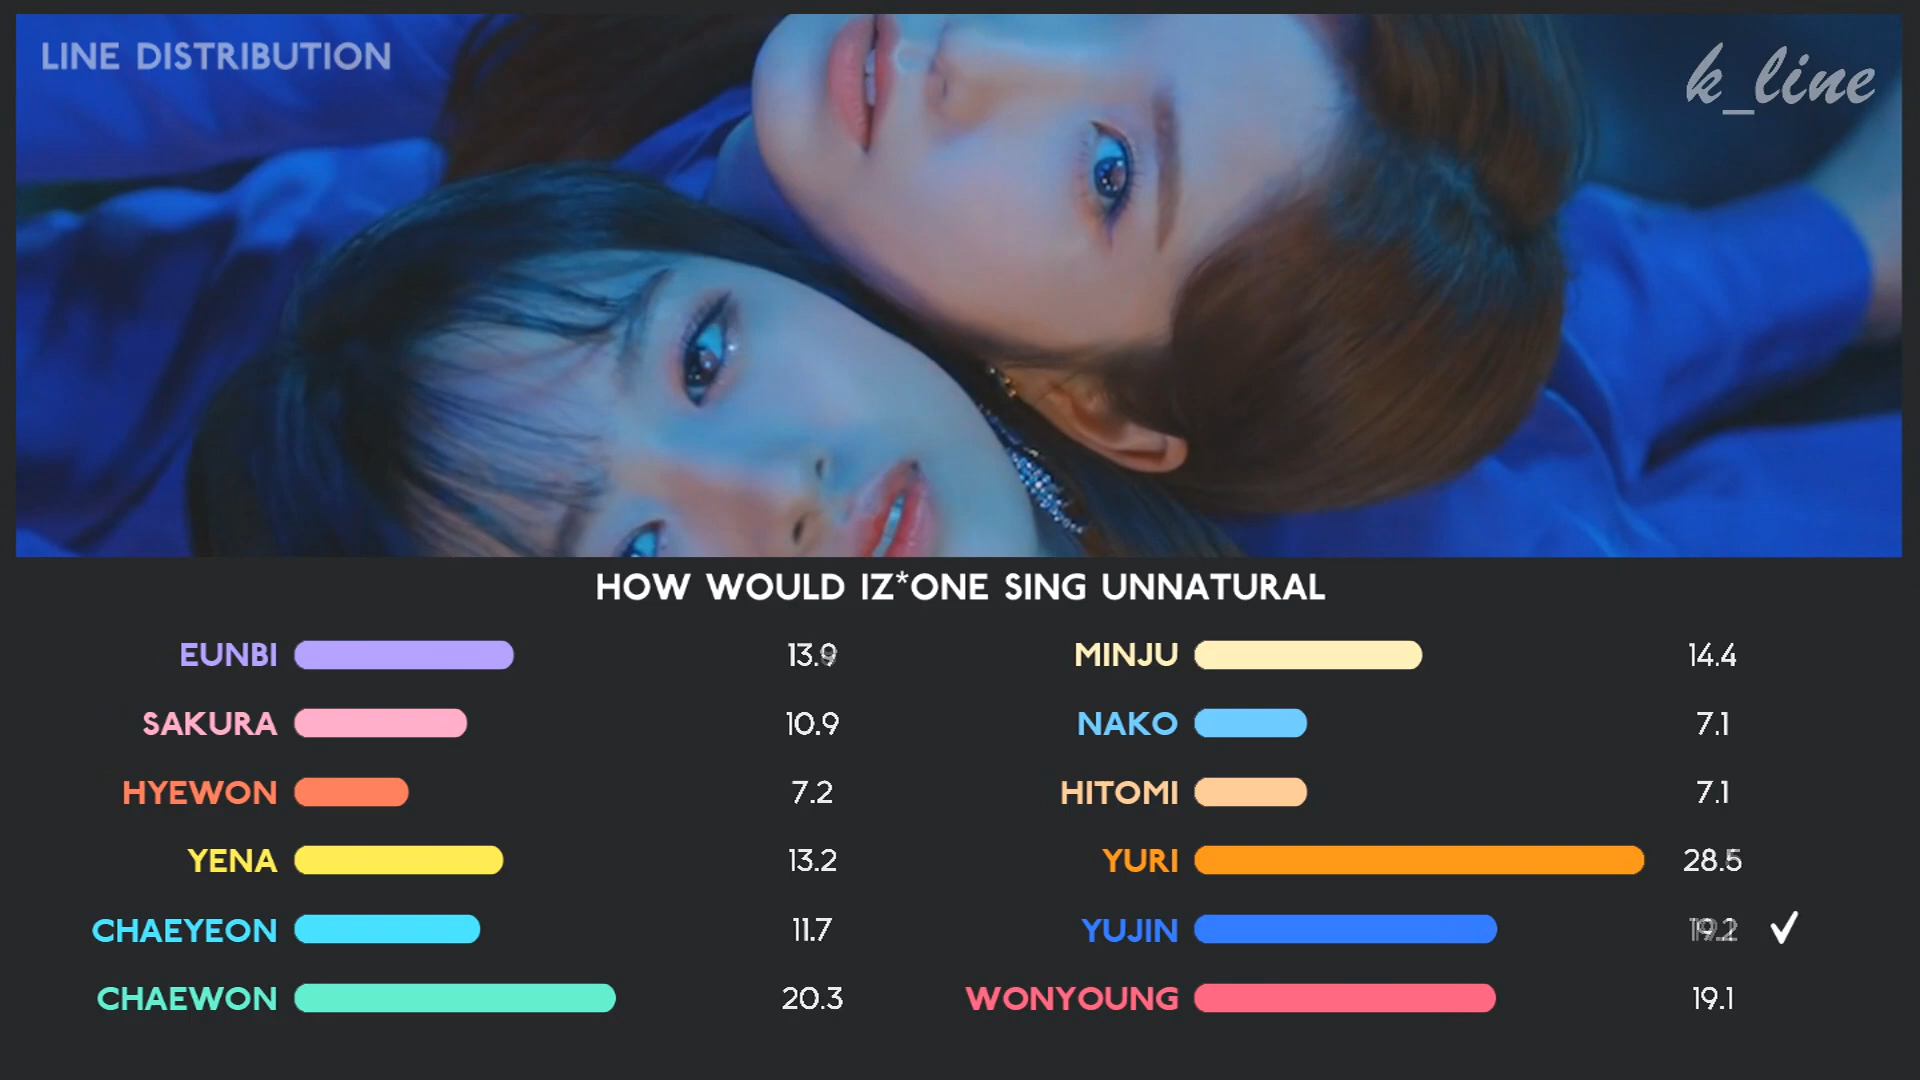 LINE DISTRIBUTION
k_line
HOW WOULD IZ*ONE SING UNNATURAL
EUNBI 13.9
SAKURA 10.9
HYEWON 7.2
YENA 13.2
CHAEYEON 11.7
CHAEWON 20.3
MINJU 14.4
NAKO 7.1
HITOMI 7.1
YURI 28.5
YUJIN
WONYOUNG 19.1